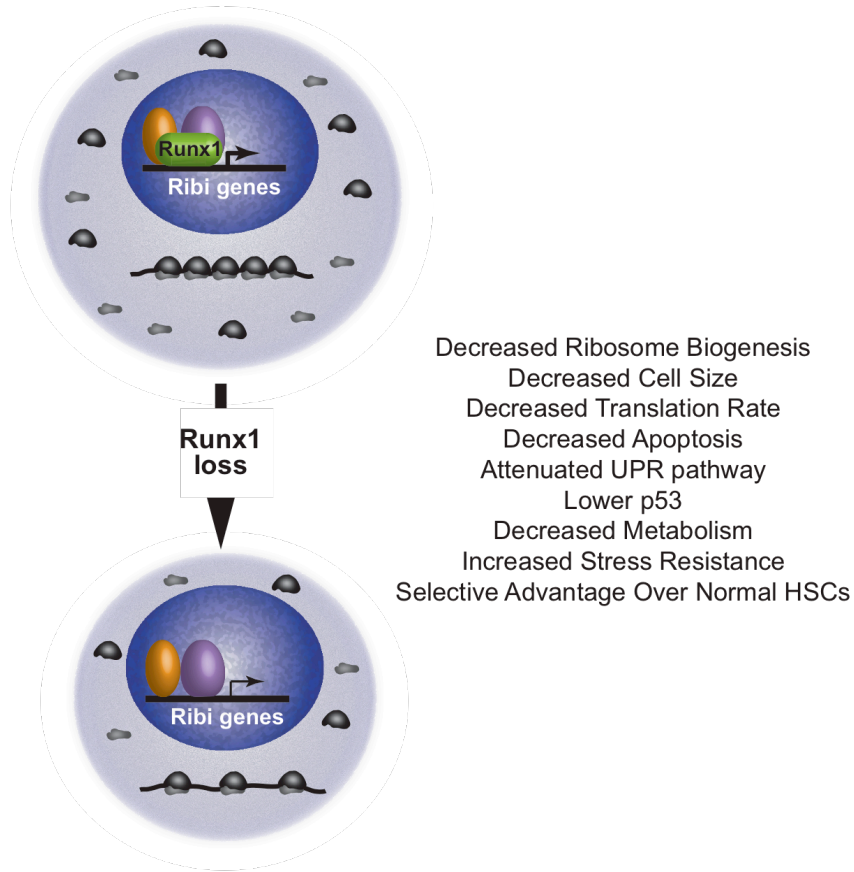 Runx1
Ribi genes
Runx1
loss
Decreased Ribosome Biogenesis
Decreased Cell Size
Decreased Translation Rate
Decreased Apoptosis
Attenuated UPR pathway
Lower p53
Decreased Metabolism
Increased Stress Resistance
Selective Advantage Over Normal HSCs
Ribi genes